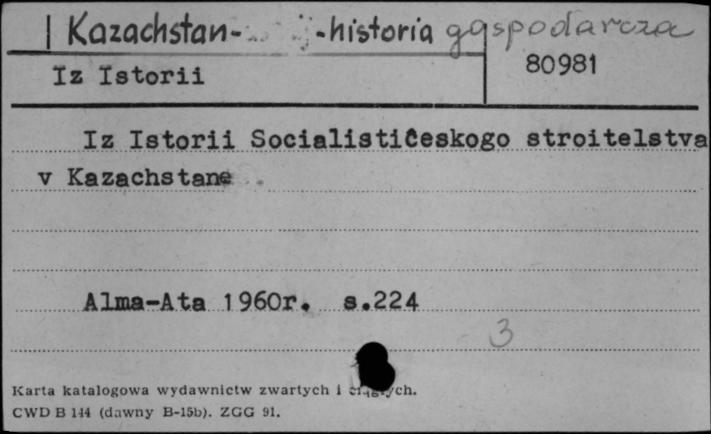 Kazachstan- -historia gospodarcza
Iz Istorii
80981
Iz Istorii Socialističeskogo stroitelstva
v Kazachstane
Alma-Ata 1960r. s.224
3
Karta katalogowa wydawnictw zwartych i ciągłych.
CWD B 144 (dawny B-15b). ZGG 91.